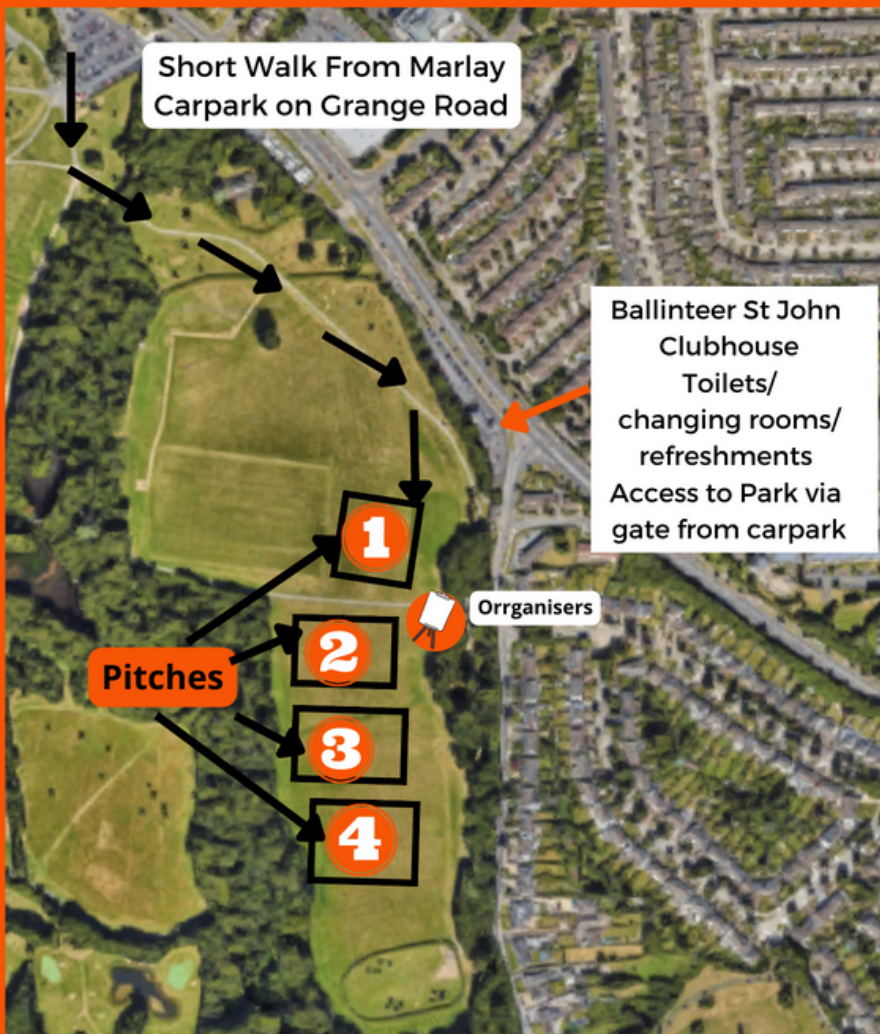 Short Walk From Marlay
Carpark on Grange Road
Ballinteer St John
Clubhouse
Toilets/
changing rooms/
refreshments
Access to Park via
gate from carpark
1
Orrganisers
2
Pitches
3
4